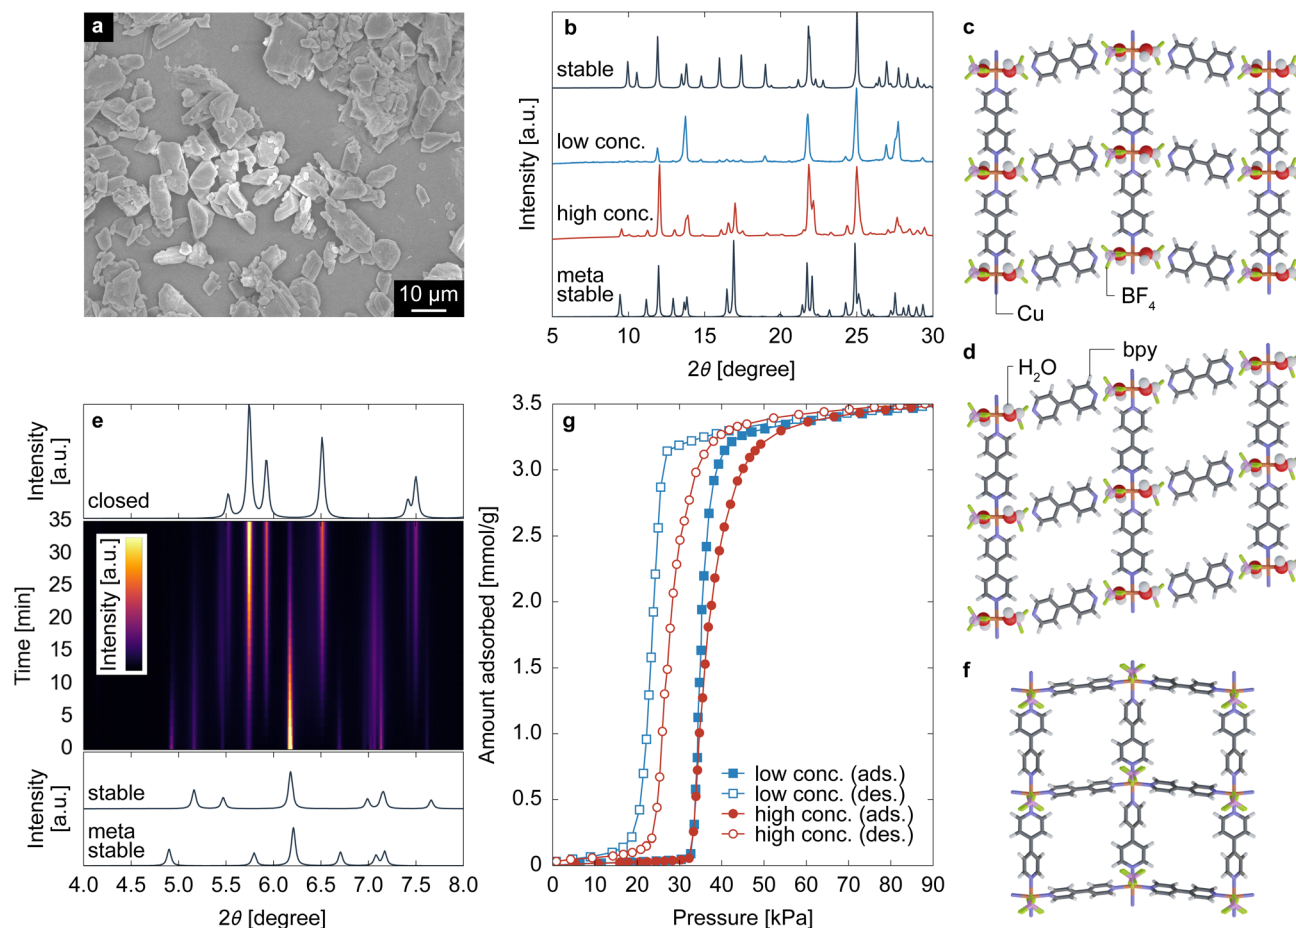 a
10 µm
b
Intensity [a.u.]
stable
low conc.
high conc.
meta
stable
5
10
15
20
25
30
2θ [degree]
c
Cu
BF4
d
H2O
bpy
e
Intensity
[a.u.]
closed
Time [min]
35
30
25
20
15
10
5
0
Intensity [a.u.]
Intensity
[a.u.]
stable
meta
stable
4.0
4.5
5.0
5.5
6.0
6.5
7.0
7.5
8.0
2θ [degree]
g
Amount adsorbed [mmol/g]
3.5
3.0
2.5
2.0
1.5
1.0
0.5
0
low conc. (ads.)
low conc. (des.)
high conc. (ads.)
high conc. (des.)
0
10
20
30
40
50
60
70
80
90
Pressure [kPa]
f